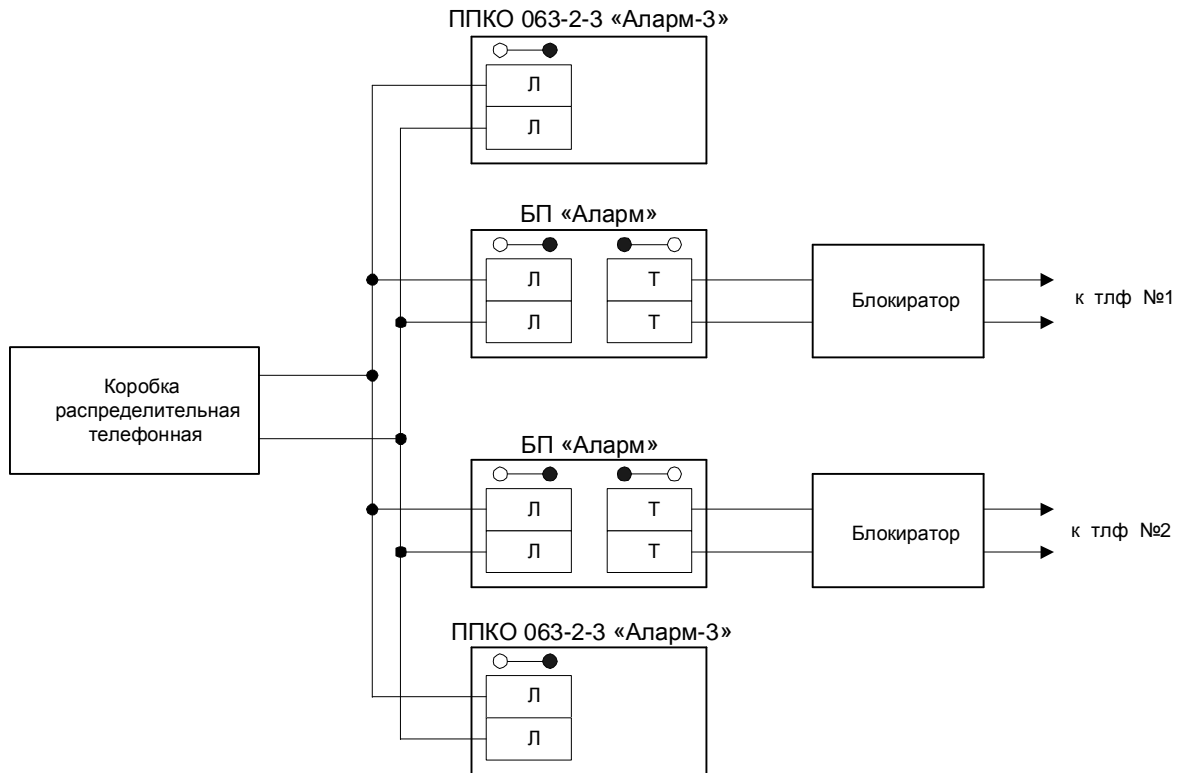 ППКО 063-2-3 «Аларм-3»
Л
Л
БП «Аларм»
Л Т
Л Т
Блокиратор
к тлф №1
Коробка
распределительная
телефонная
БП «Аларм»
Л Т
Л Т
Блокиратор
к тлф №2
ППКО 063-2-3 «Аларм-3»
Л
Л